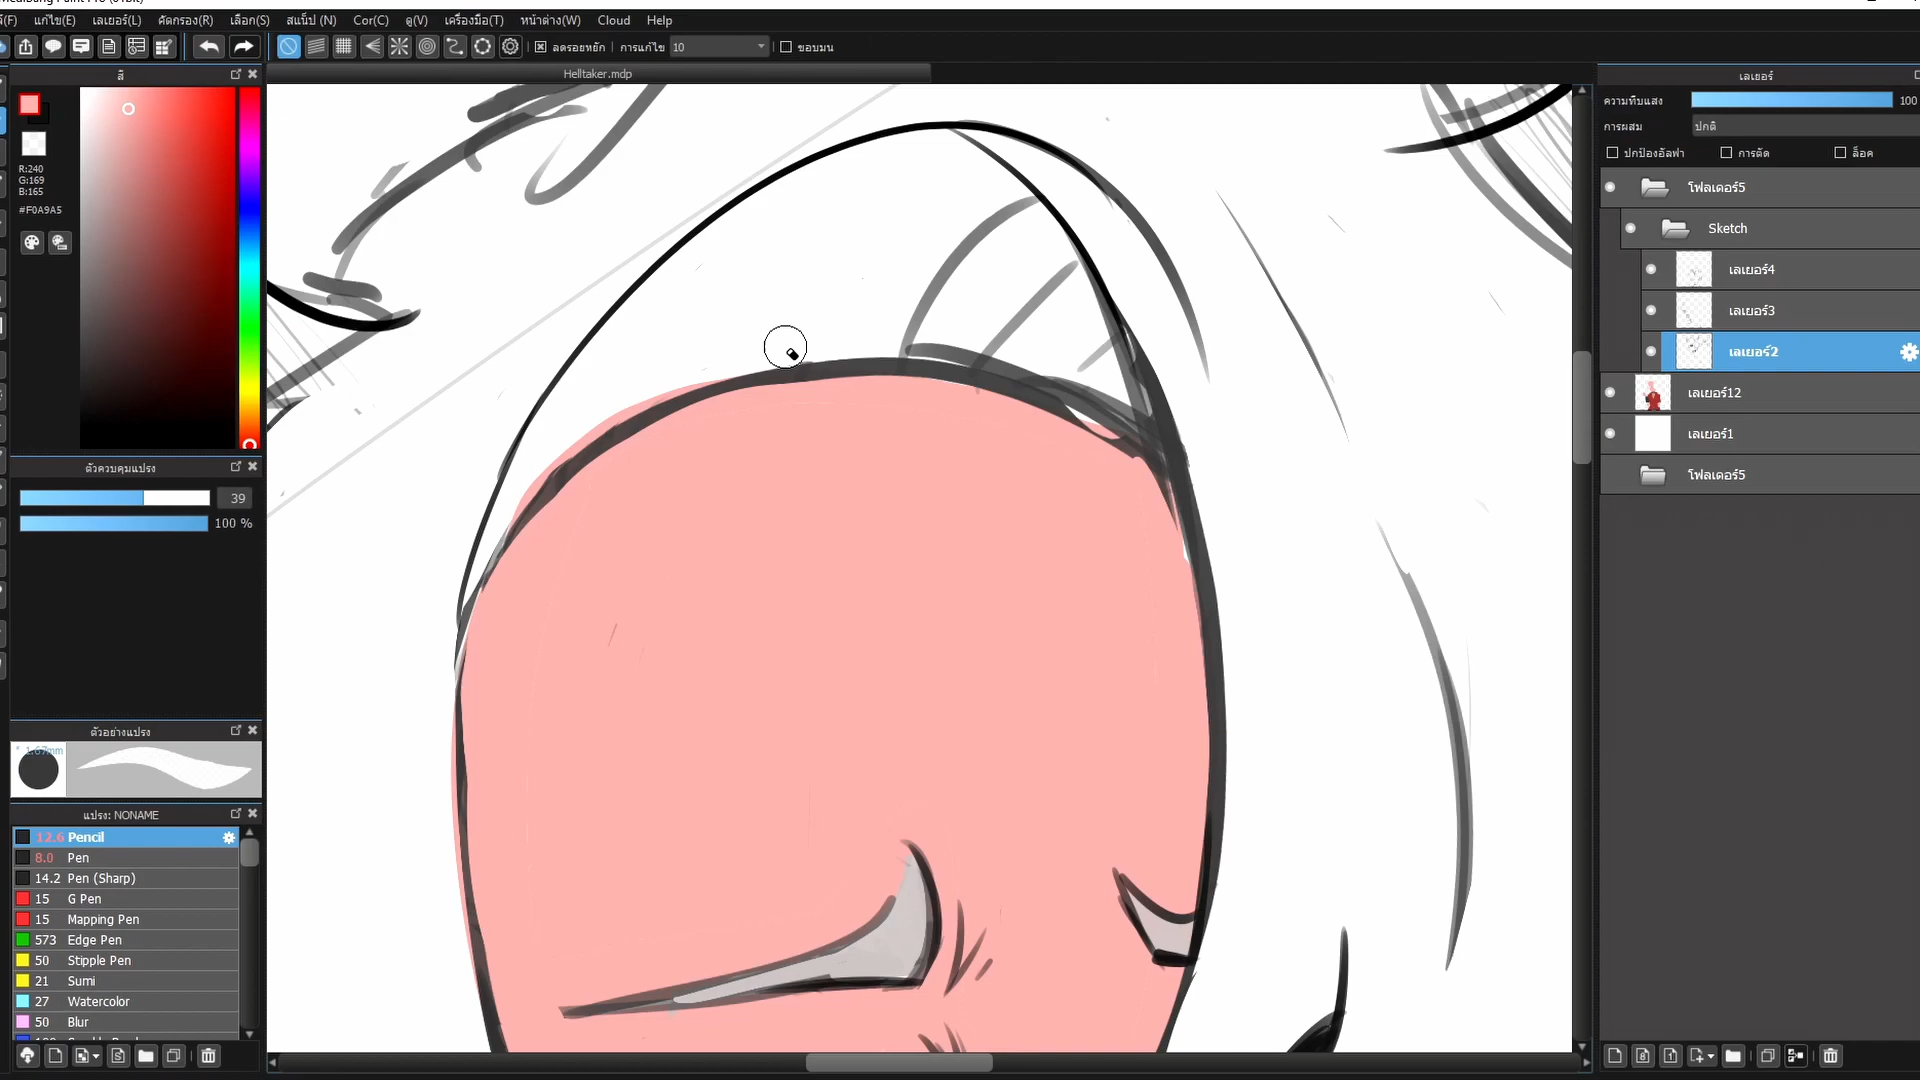 แก้ไข(E) เลเยอร์(L) คัดกรอง(R) เลือก(S) สแน็ป (N) Cor(C) ดู(V) เครื่องมือ(T) หน้าต่าง(W) Cloud Help
ลดรอยหยัก การแก้ไข 10 ขอบมน
สี
Helltaker.mdp
เลเยอร์
R:240
G:169
B:165
#F0A9A5
ความทึบแสง 100
การผสม ปกติ
ปกป้องอัลฟา การตัด ล็อค
โฟลเดอร์5
Sketch
เลเยอร์4
เลเยอร์3
เลเยอร์2
เลเยอร์12
เลเยอร์1
โฟลเดอร์5
ตัวควบคุมแปรง
39
100 %
ตัวอย่างแปรง
* 1.67mm
แปรง: NONAME
12.6 Pencil
8.0 Pen
14.2 Pen (Sharp)
15 G Pen
15 Mapping Pen
573 Edge Pen
50 Stipple Pen
21 Sumi
27 Watercolor
50 Blur